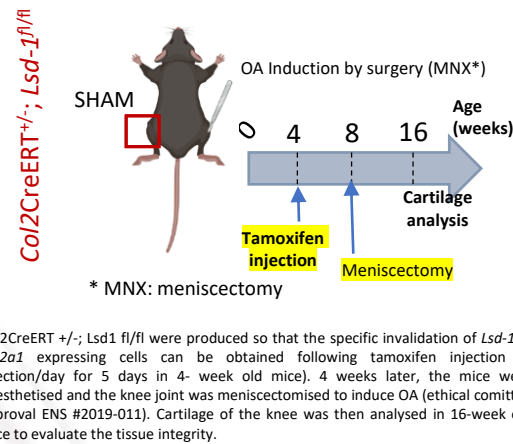 Col2CreERT+/-; Lsd-1fl/fl
OA Induction by surgery (MNX*)
SHAM
Age
(weeks)
0 4 8 16
Cartilage
analysis
Tamoxifen
injection
Meniscectomy
* MNX: meniscectomy
2CreERT +/-; Lsd1 fl/fl were produced so that the specific invalidation of Lsd-1
2a1 expressing cells can be obtained following tamoxifen injection
ection/day for 5 days in 4- week old mice). 4 weeks later, the mice we
esthetised and the knee joint was meniscectomised to induce OA (ethical comitt
proval ENS #2019-011). Cartilage of the knee was then analysed in 16-week
ce to evaluate the tissue integrity.